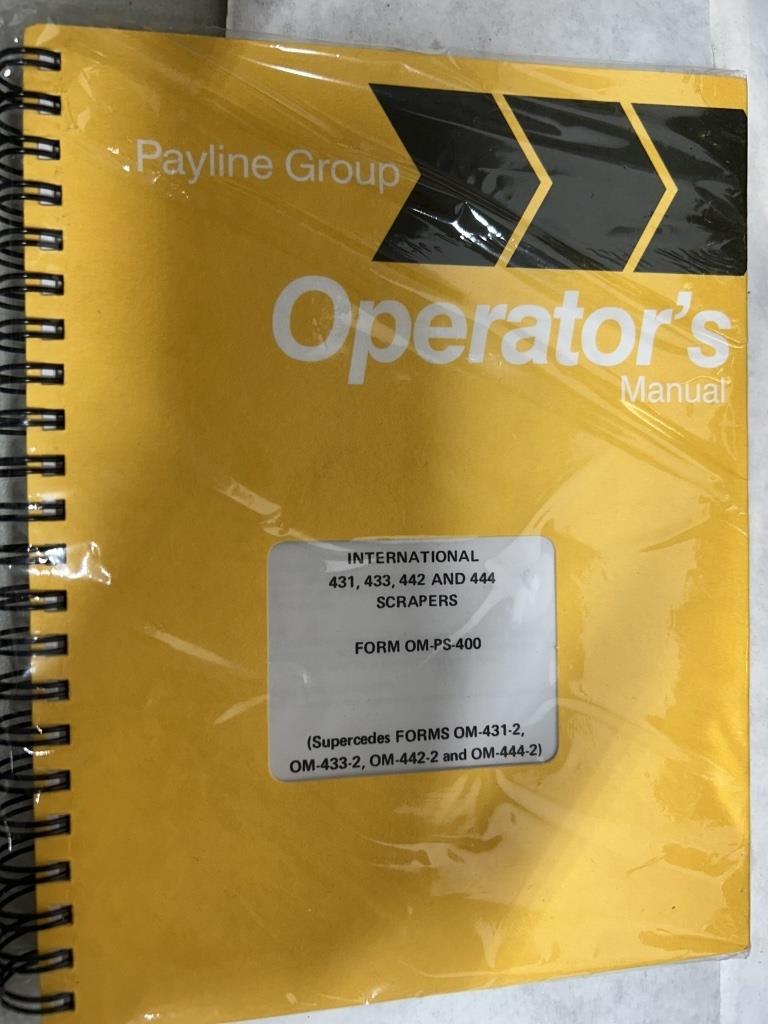 Payline Group
Operator's
Manual
INTERNATIONAL
431, 433, 442 AND 444
SCRAPERS
FORM OM-PS-400
(Supercedes FORMS OM-431-2,
OM-433-2, OM-442-2 and OM-444-2)